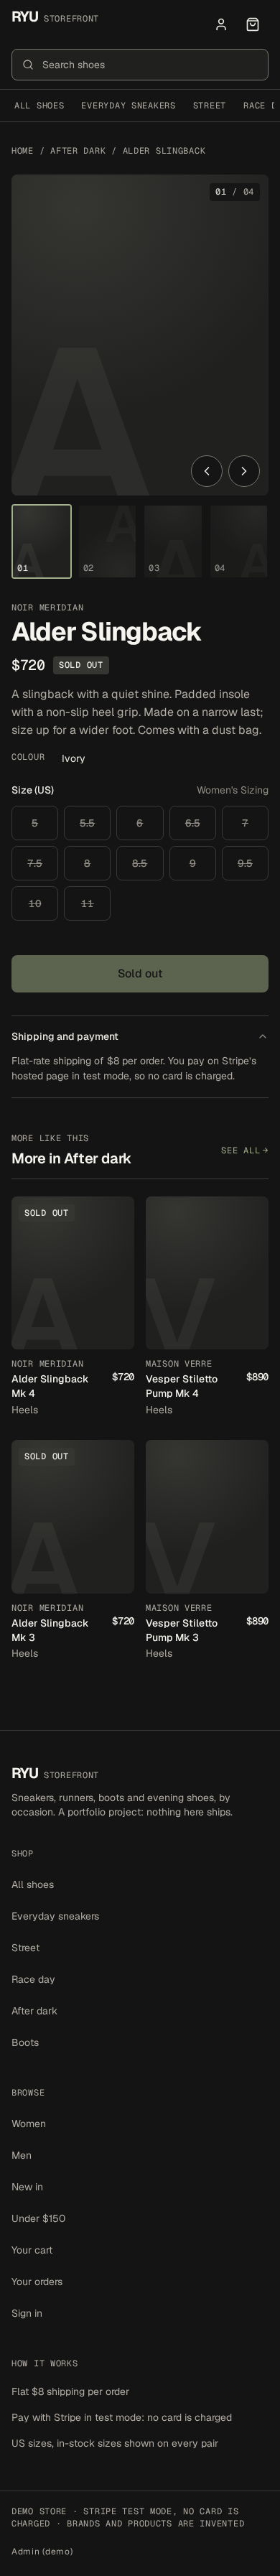 RYU STOREFRONT
Search shoes
ALL SHOES EVERYDAY SNEAKERS STREET RACE D
HOME / AFTER DARK / ALDER SLINGBACK
01 / 04
A
01 02 03 04
NOIR MERIDIAN
Alder Slingback
$720 SOLD OUT
A slingback with a quiet shine. Padded insole
with a non-slip heel grip. Made on a narrow last;
size up for a wider foot. Comes with a dust bag.
COLOUR Ivory
Size (US) Women's Sizing
5 5.5 6 6.5 7
7.5 8 8.5 9 9.5
10 11
Sold out
Shipping and payment
Flat-rate shipping of $8 per order. You pay on Stripe's
hosted page in test mode, so no card is charged.
MORE LIKE THIS
More in After dark
SEE ALL →
SOLD OUT
A V
NOIR MERIDIAN MAISON VERRE
Alder Slingback $720 Vesper Stiletto $890
Mk 4 Pump Mk 4
Heels Heels
SOLD OUT
A V
NOIR MERIDIAN MAISON VERRE
Alder Slingback $720 Vesper Stiletto $890
Mk 3 Pump Mk 3
Heels Heels
RYU STOREFRONT
Sneakers, runners, boots and evening shoes, by
occasion. A portfolio project: nothing here ships.
SHOP
All shoes
Everyday sneakers
Street
Race day
After dark
Boots
BROWSE
Women
Men
New in
Under $150
Your cart
Your orders
Sign in
HOW IT WORKS
Flat $8 shipping per order
Pay with Stripe in test mode: no card is charged
US sizes, in-stock sizes shown on every pair
DEMO STORE · STRIPE TEST MODE, NO CARD IS
CHARGED · BRANDS AND PRODUCTS ARE INVENTED
Admin (demo)